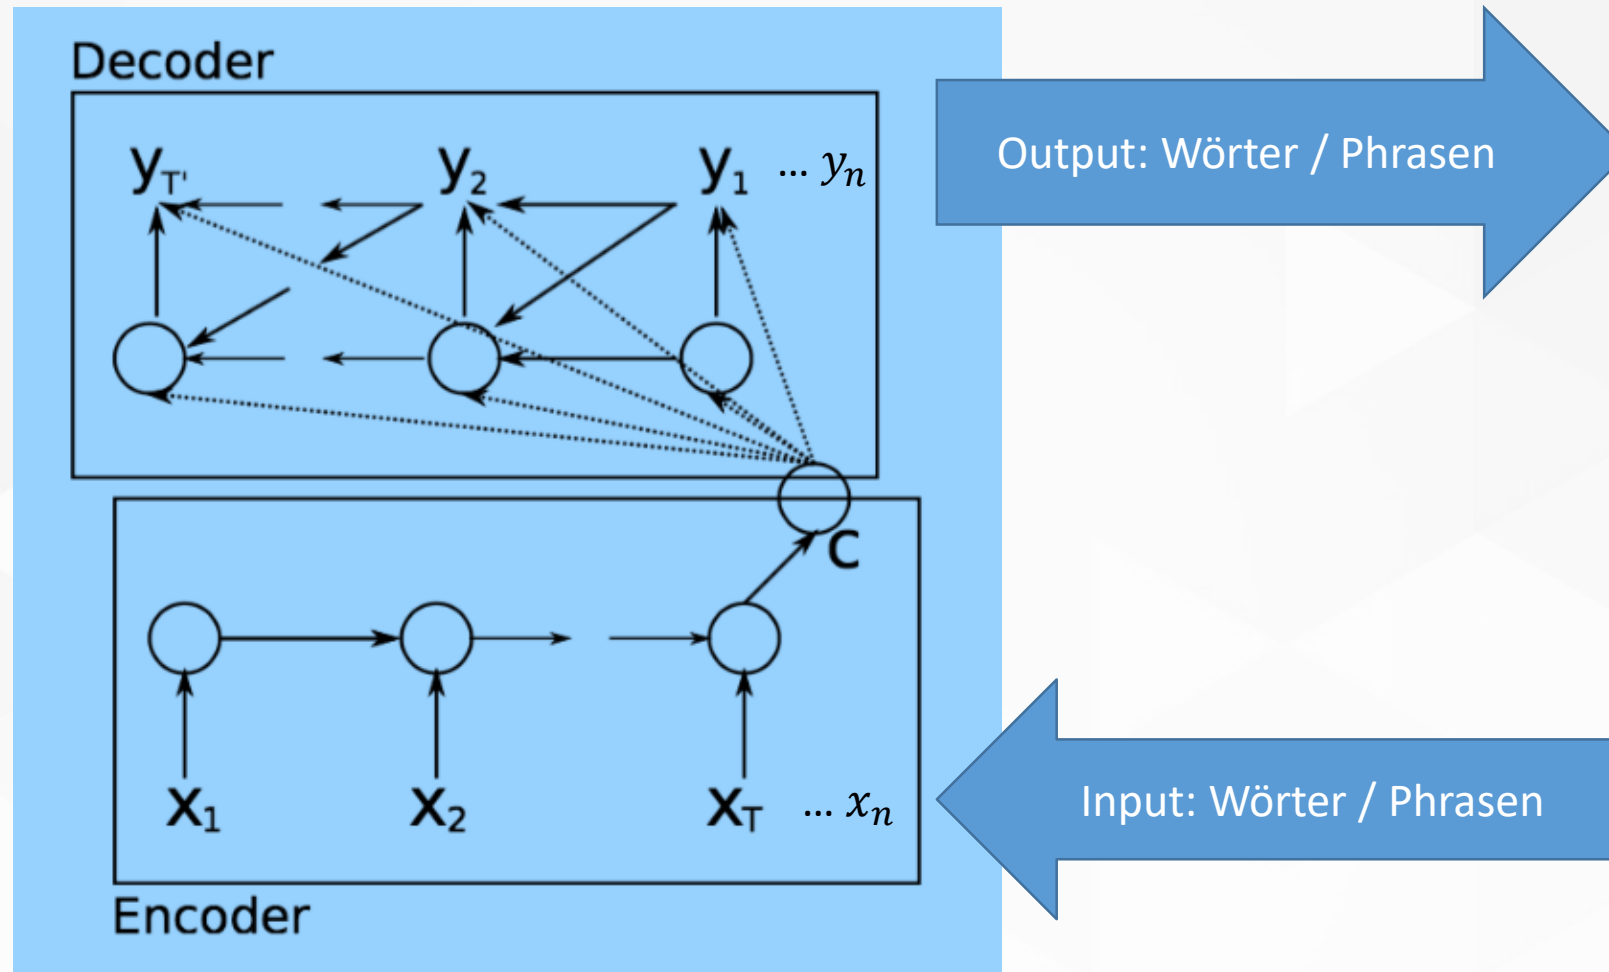 Decoder
y_T' y_2 y_1 ... y_n
Output: Wörter / Phrasen
C
x_1 x_2 x_T ... x_n
Input: Wörter / Phrasen
Encoder